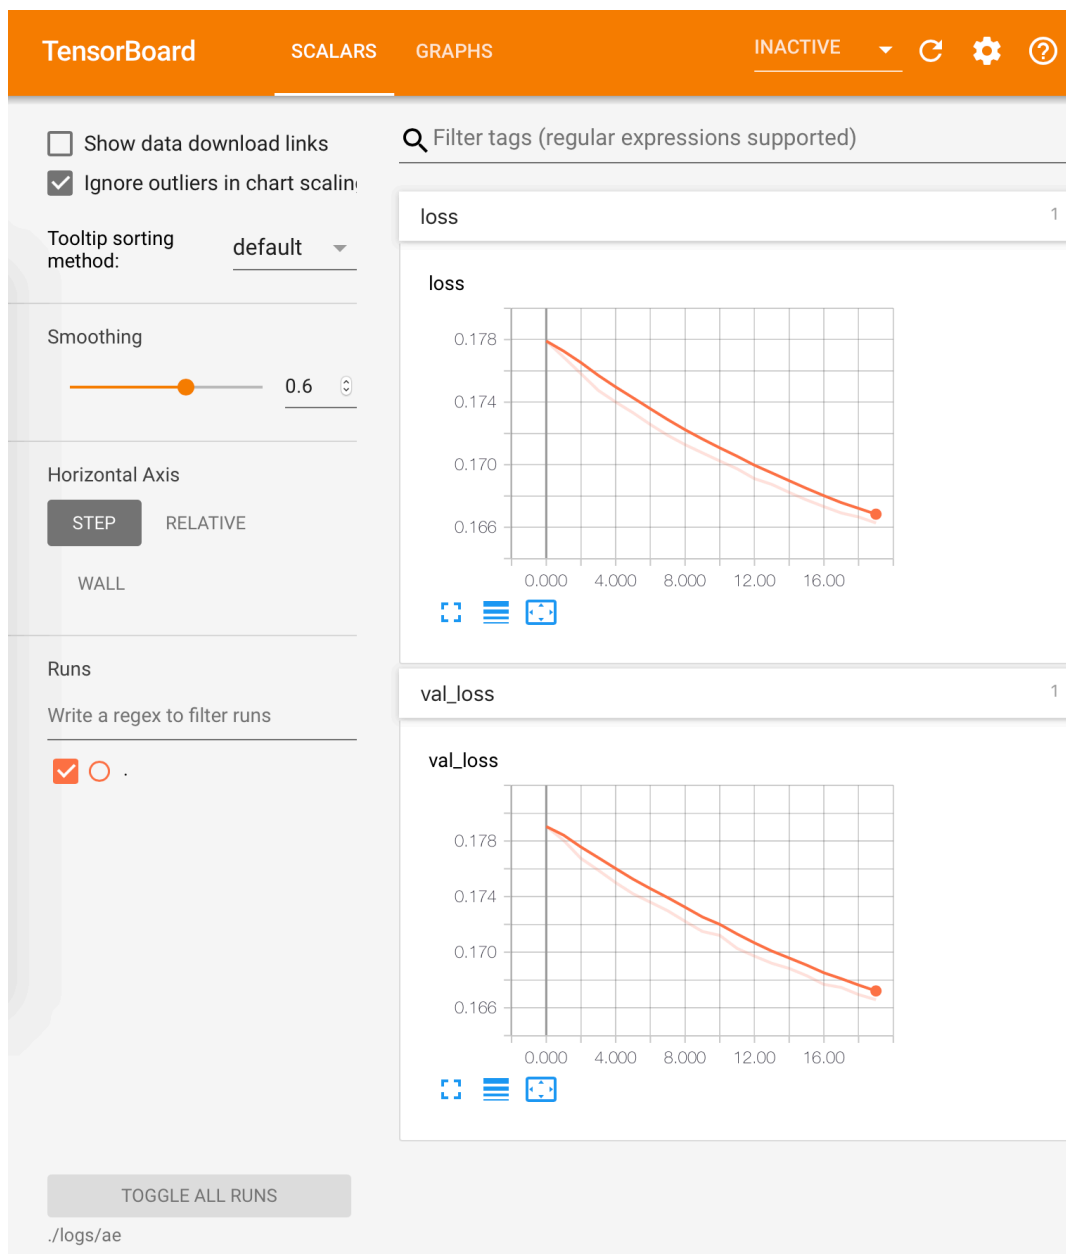 TensorBoard
SCALARS
GRAPHS
INACTIVE
Show data download links
Ignore outliers in chart scaling
Tooltip sorting
method:
default
Smoothing
0.6
Horizontal Axis
STEP
RELATIVE
WALL
Runs
Write a regex to filter runs
.
TOGGLE ALL RUNS
./logs/ae
Filter tags (regular expressions supported)
loss
1
loss
0.178
0.174
0.170
0.166
0.000 4.000 8.000 12.00 16.00
val_loss
1
val_loss
0.178
0.174
0.170
0.166
0.000 4.000 8.000 12.00 16.00